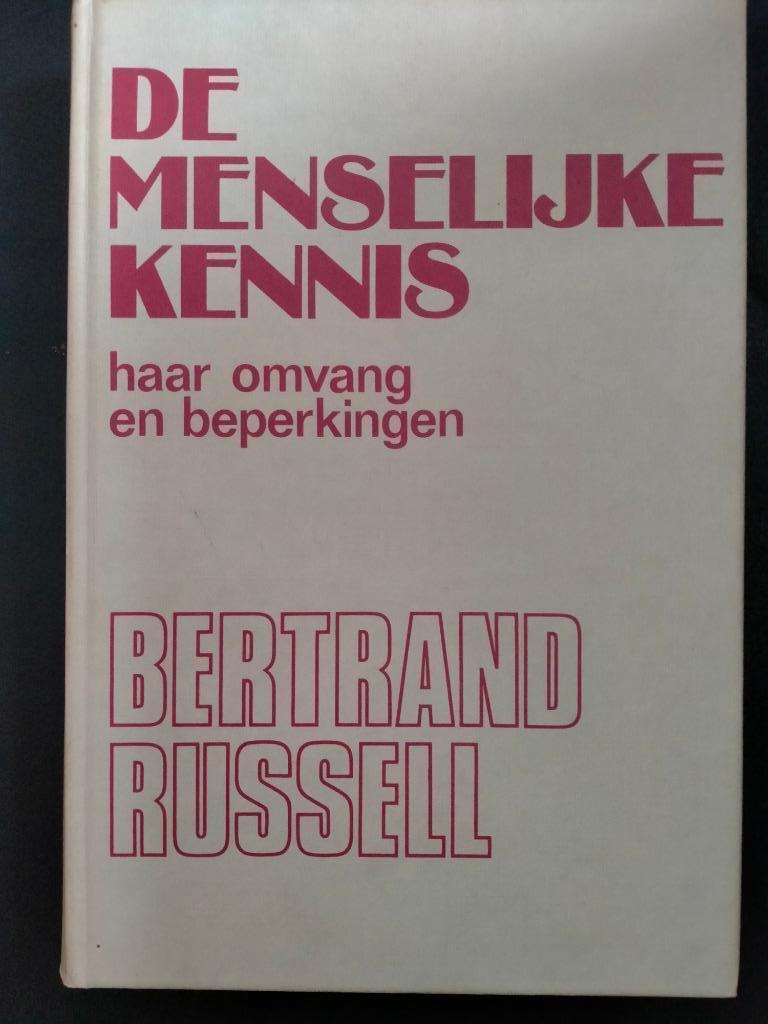 DE
MENSELIJKE
KENNIS
haar omvang
en beperkingen
BERTRAND
RUSSELL